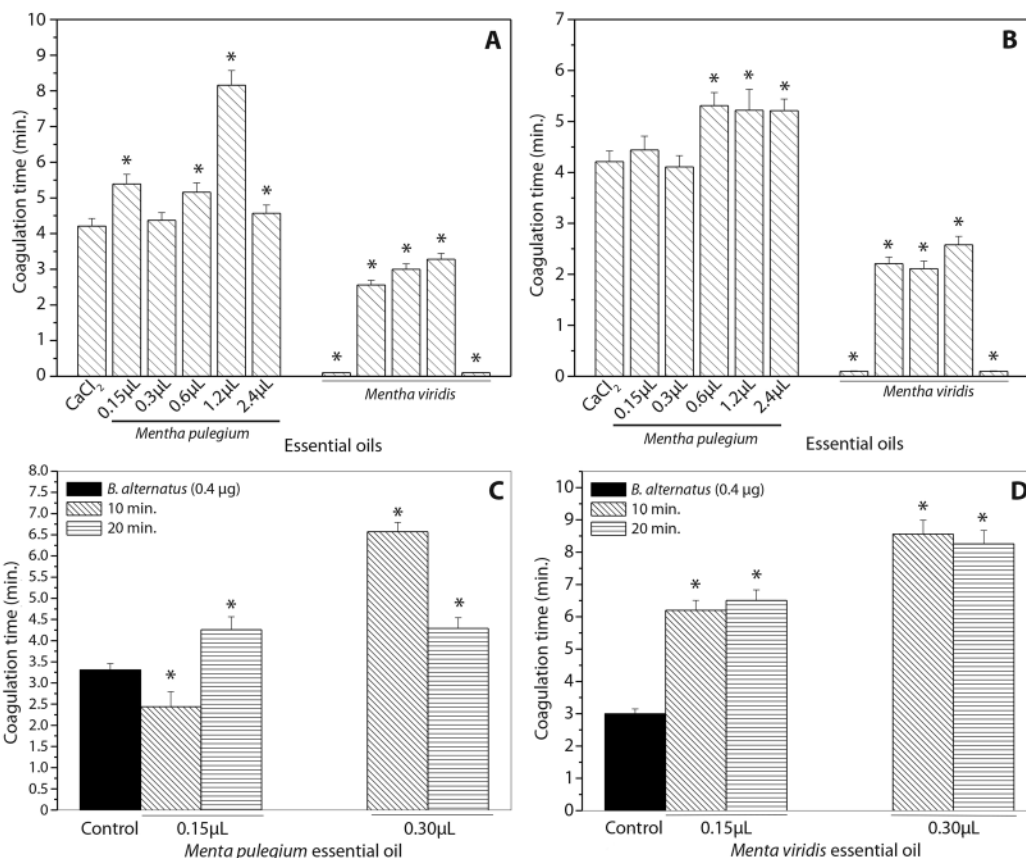 A
Coagulation time (min.)
10
9
8
7
6
5
4
3
2
1
0
* * * * * * * * *
CaCl₂ 0.15µL 0.3µL 0.6µL 1.2µL 2.4µL
Mentha pulegium
Mentha viridis
Essential oils
B
Coagulation time (min.)
7
6
5
4
3
2
1
0
* * * * * * * *
CaCl₂ 0.15µL 0.3µL 0.6µL 1.2µL 2.4µL
Mentha pulegium
Mentha viridis
Essential oils
C
Coagulation time (min.)
8.0
7.5
7.0
6.5
6.0
5.5
5.0
4.5
4.0
3.5
3.0
2.5
2.0
1.5
1.0
0.5
0
B. alternatus (0.4 µg)
10 min.
20 min.
* * * *
Control 0.15µL 0.30µL
Menta pulegium essential oil
D
Coagulation time (min.)
10
9
8
7
6
5
4
3
2
1
0
B. alternatus (0.4 µg)
10 min.
20 min.
* * * *
Control 0.15µL 0.30µL
Menta viridis essential oil